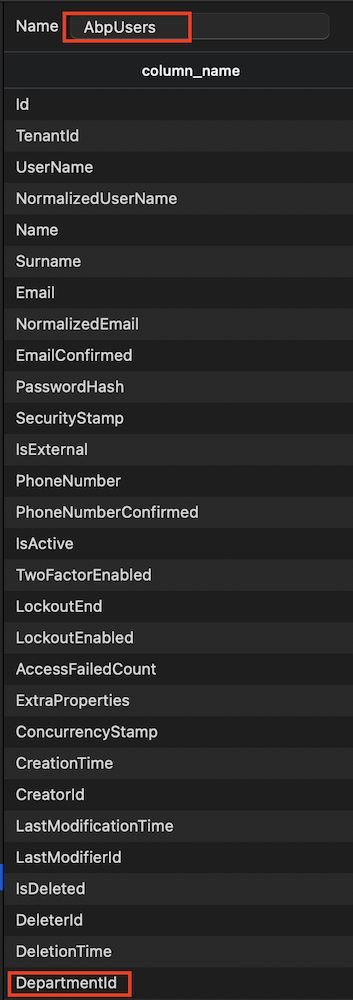 Name AbpUsers
column_name
Id
TenantId
UserName
NormalizedUserName
Name
Surname
Email
NormalizedEmail
EmailConfirmed
PasswordHash
SecurityStamp
IsExternal
PhoneNumber
PhoneNumberConfirmed
IsActive
TwoFactorEnabled
LockoutEnd
LockoutEnabled
AccessFailedCount
ExtraProperties
ConcurrencyStamp
CreationTime
CreatorId
LastModificationTime
LastModifierId
IsDeleted
DeleterId
DeletionTime
DepartmentId